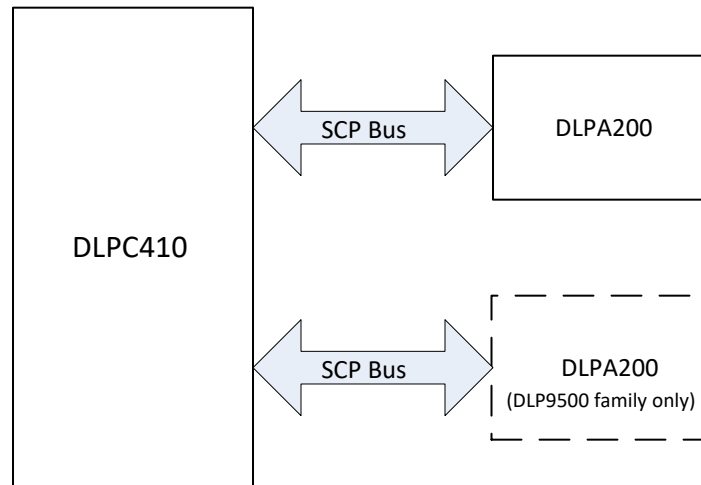 SCP Bus
DLPA200
DLPC410
SCP Bus
DLPA200
(DLP9500 family only)